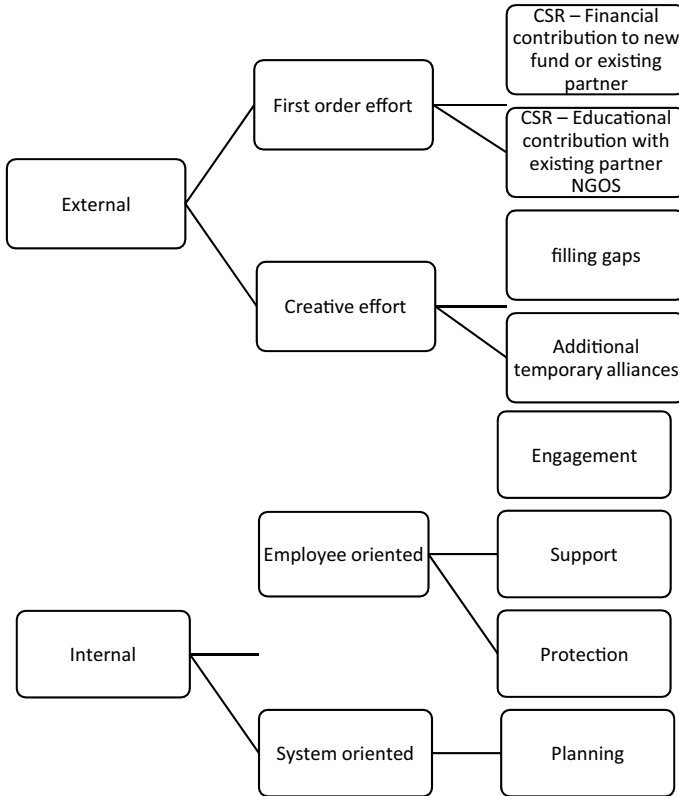 CSR – Financial
contribution to new
fund or existing
partner
First order effort
CSR – Educational
contribution with
existing partner
NGOS
External
filling gaps
Creative effort
Additional
temporary alliances
Engagement
Employee oriented
Support
Internal
Protection
System oriented
Planning